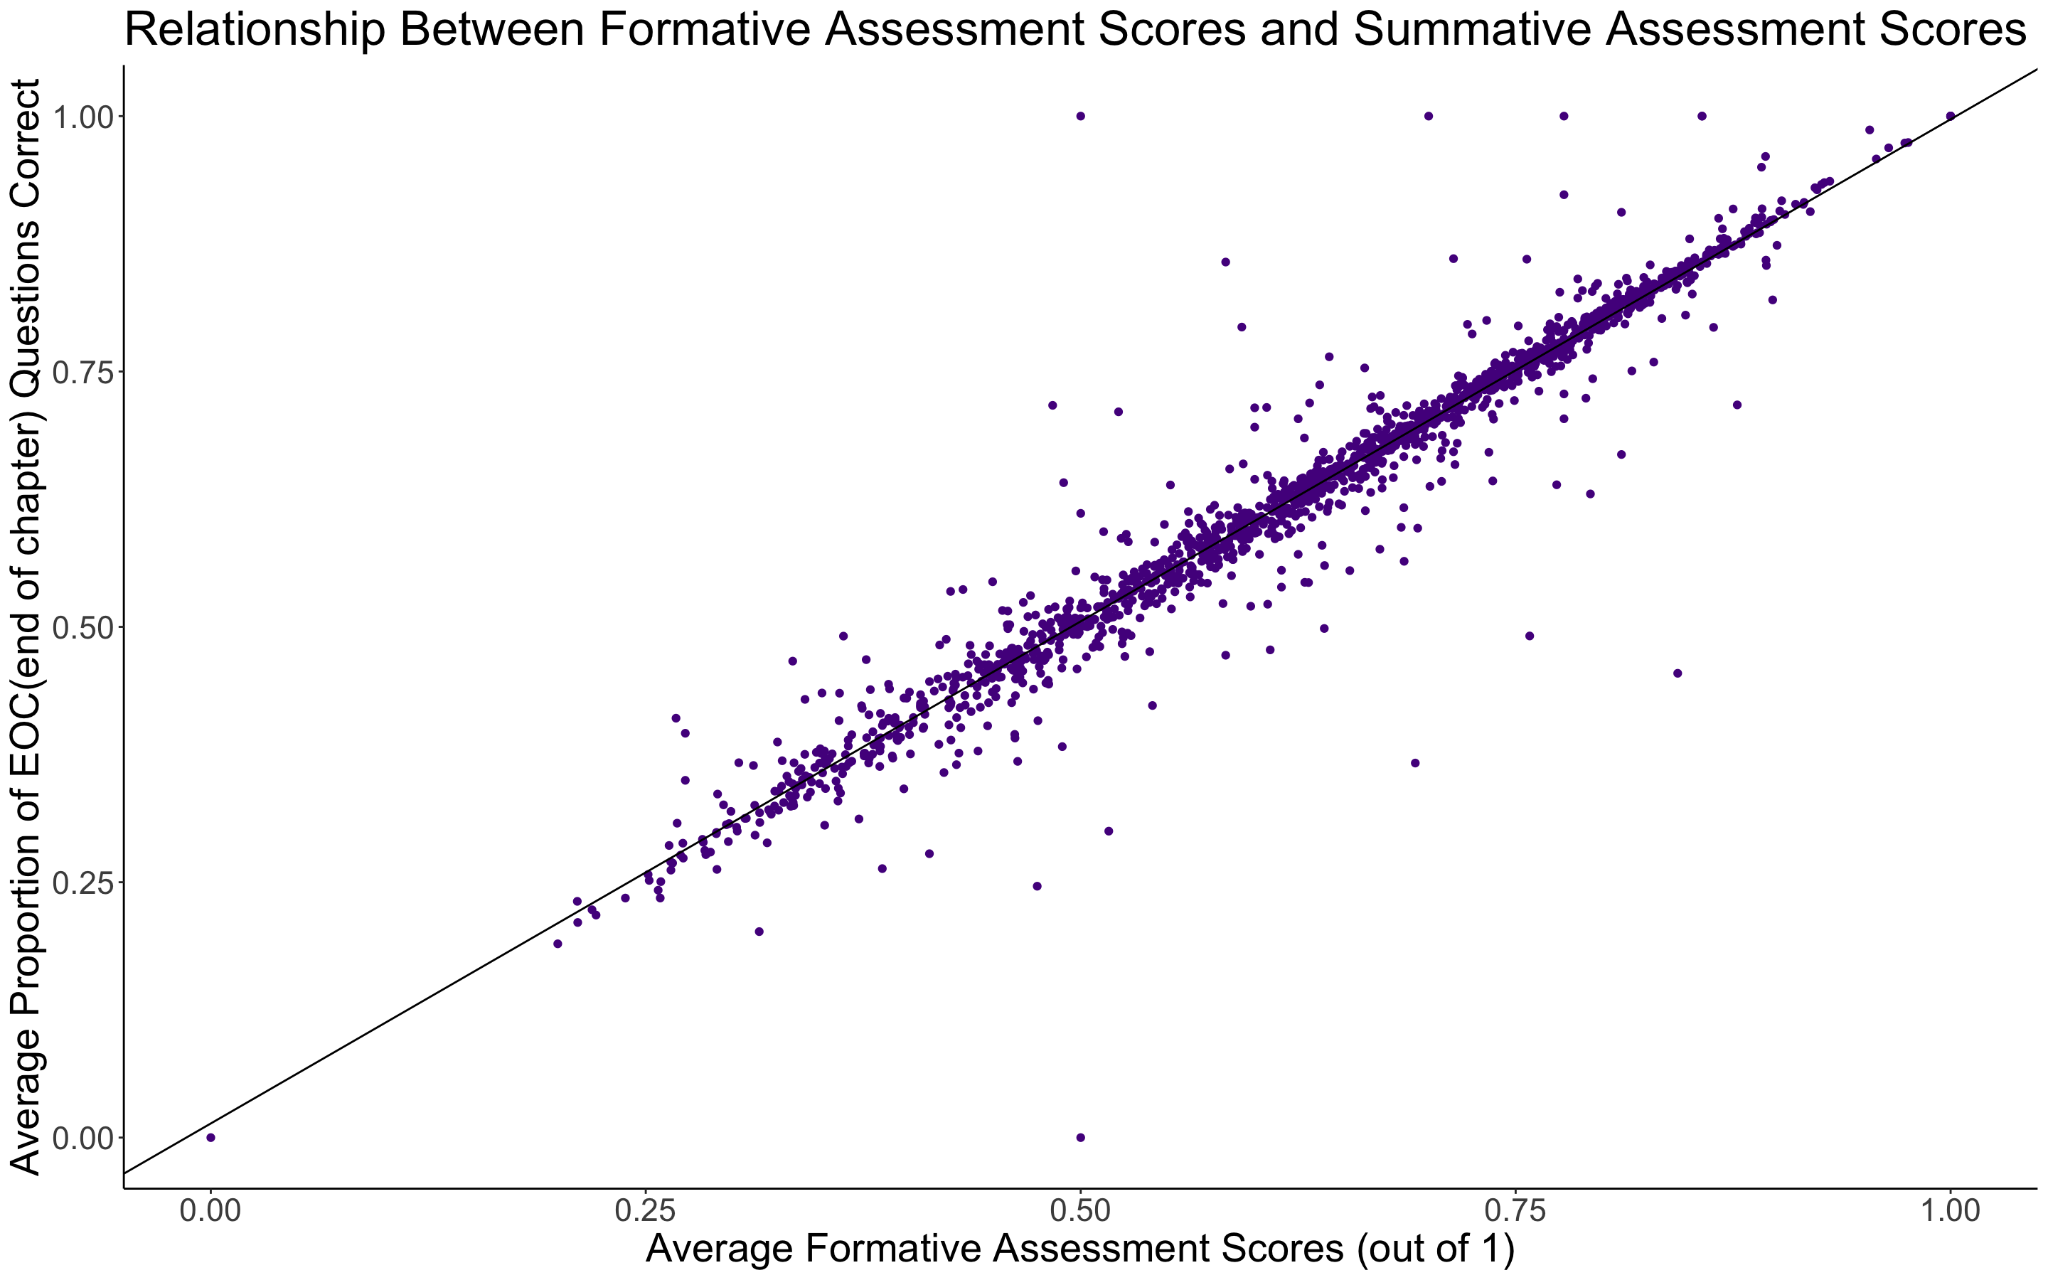 Relationship Between Formative Assessment Scores and Summative Assessment Scores
Average Proportion of EOC(end of chapter) Questions Correct
1.00
0.75
0.50
0.25
0.00
0.00 0.25 0.50 0.75 1.00
Average Formative Assessment Scores (out of 1)